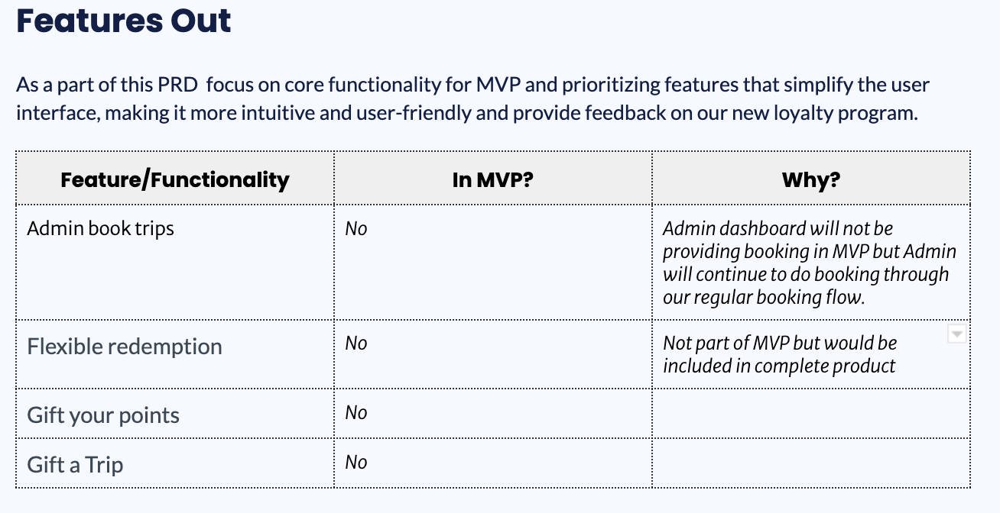 Features Out
As a part of this PRD  focus on core functionality for MVP and prioritizing features that simplify the user
interface, making it more intuitive and user-friendly and provide feedback on our new loyalty program.
Feature/Functionality
In MVP?
Why?
Admin book trips
No
Admin dashboard will not be
providing booking in MVP but Admin
will continue to do booking through
our regular booking flow.
Flexible redemption
No
Not part of MVP but would be
included in complete product
Gift your points
No
Gift a Trip
No